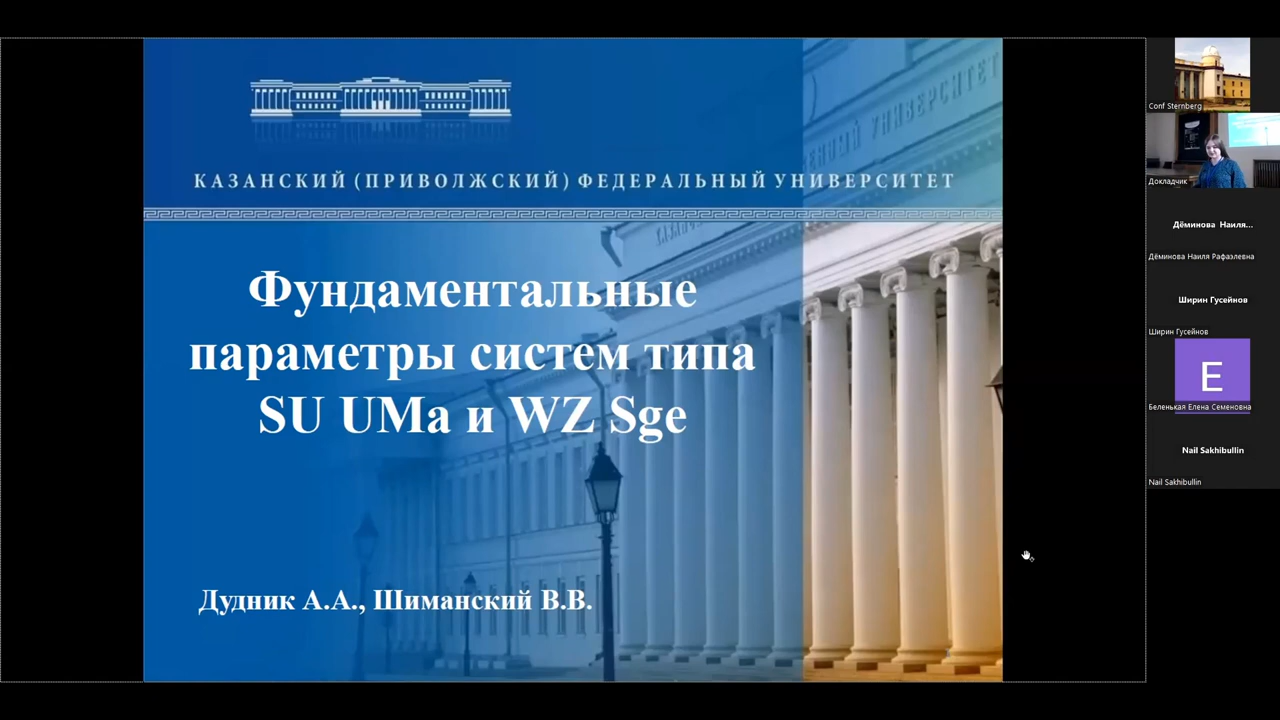 КАЗАНСКИЙ (ПРИВОЛЖСКИЙ) ФЕДЕРАЛЬНЫЙ УНИВЕРСИТЕТ
Фундаментальные
параметры систем типа
SU UMa и WZ Sge
Дудник А.А., Шиманский В.В.
Conf Sternberg
Докладчик
Дёминова Наиля...
Дёминова Наиля Рафаэлевна
Ширин Гусейнов
Ширин Гусейнов
E
Беленькая Елена Семеновна
Nail Sakhibullin
Nail Sakhibullin